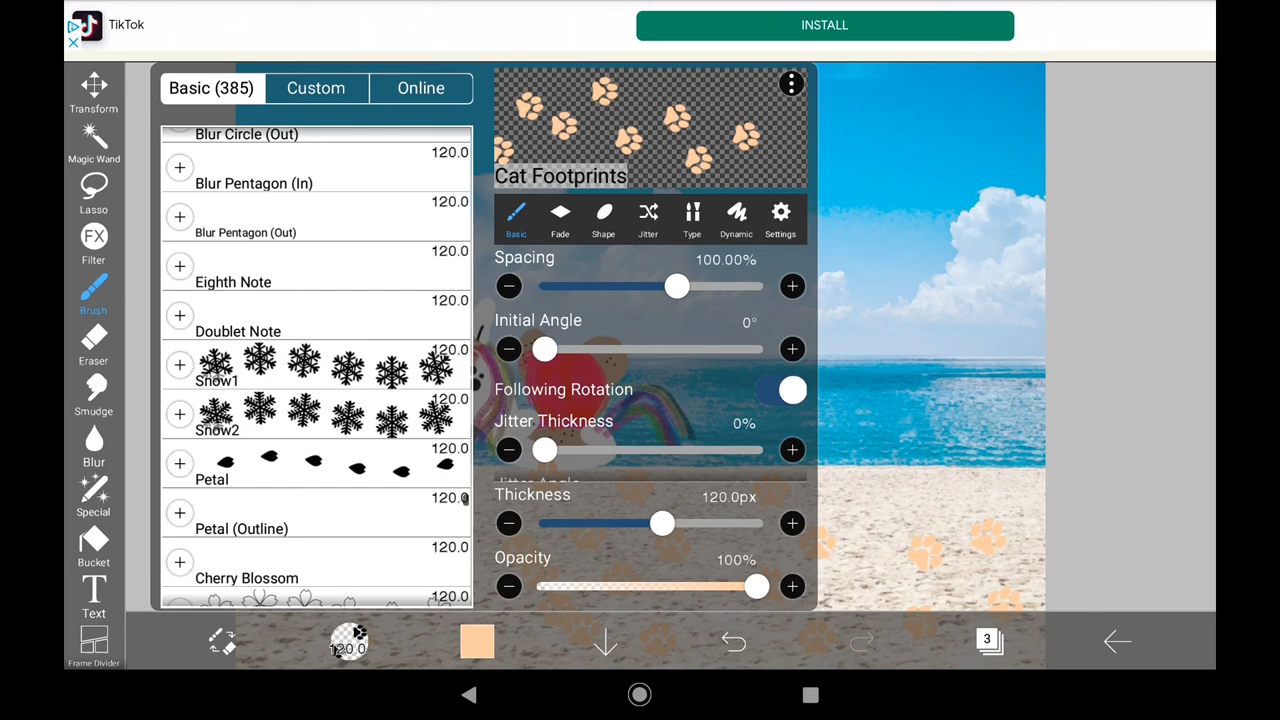 TikTok
INSTALL
Transform
Magic Wand
Lasso
FX
Filter
Brush
Eraser
Smudge
Blur
Special
Bucket
T
Text
Frame Divider
Basic (385)
Custom
Online
Blur Circle (Out)
120.0
Blur Pentagon (In)
120.0
Blur Pentagon (Out)
120.0
Eighth Note
120.0
Doublet Note
120.0
Snow1
120.0
Snow2
120.0
Petal
120.0
Petal (Outline)
120.0
Cherry Blossom
120.0
Cat Footprints
Basic
Fade
Shape
Jitter
Type
Dynamic
Settings
Spacing
100.00%
Initial Angle
0°
Following Rotation
Jitter Thickness
0%
Jitter Angle
Thickness
120.0px
Opacity
100%
120.0
3